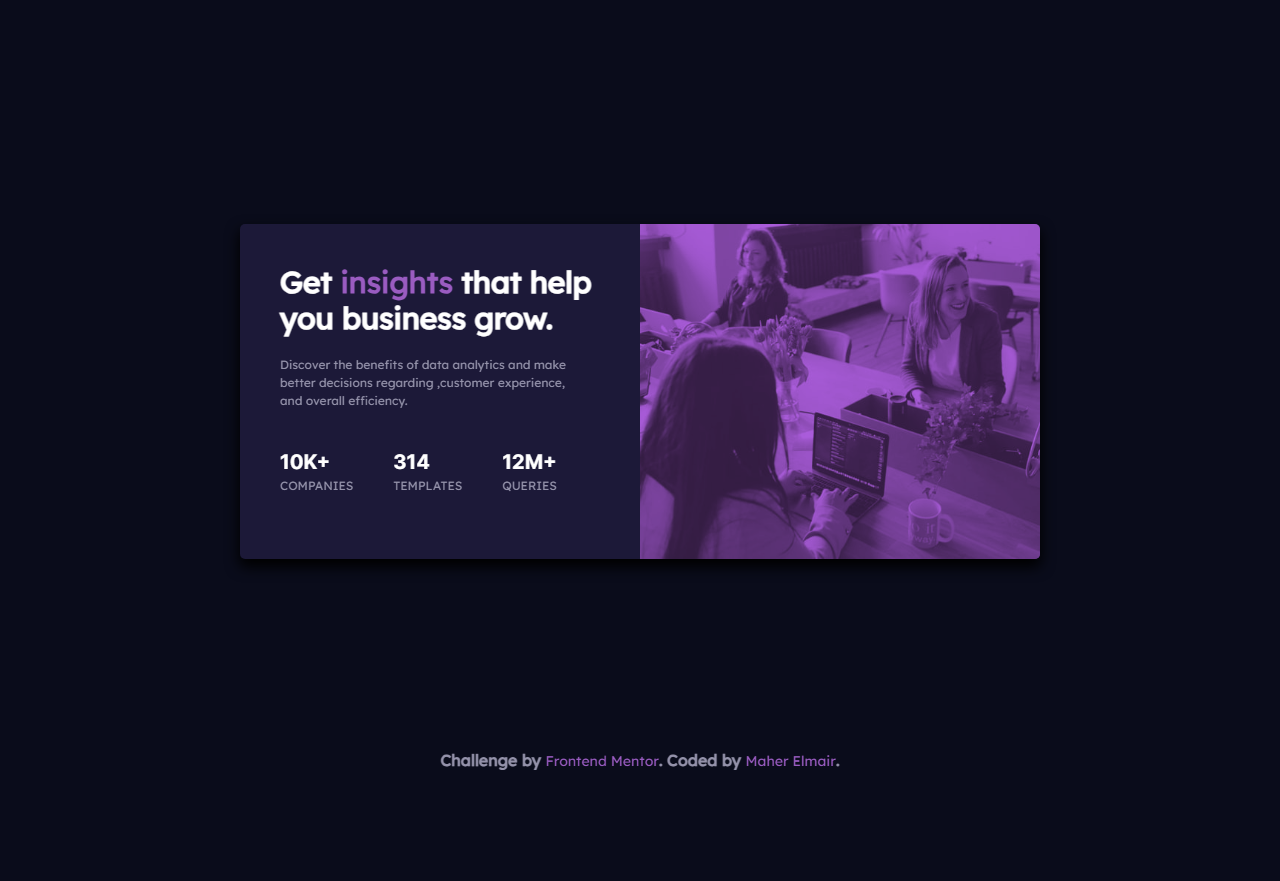 Get insights that help
you business grow.
Discover the benefits of data analytics and make
better decisions regarding ,customer experience,
and overall efficiency.
10K+ 314 12M+
COMPANIES TEMPLATES QUERIES
Challenge by Frontend Mentor. Coded by Maher Elmair.